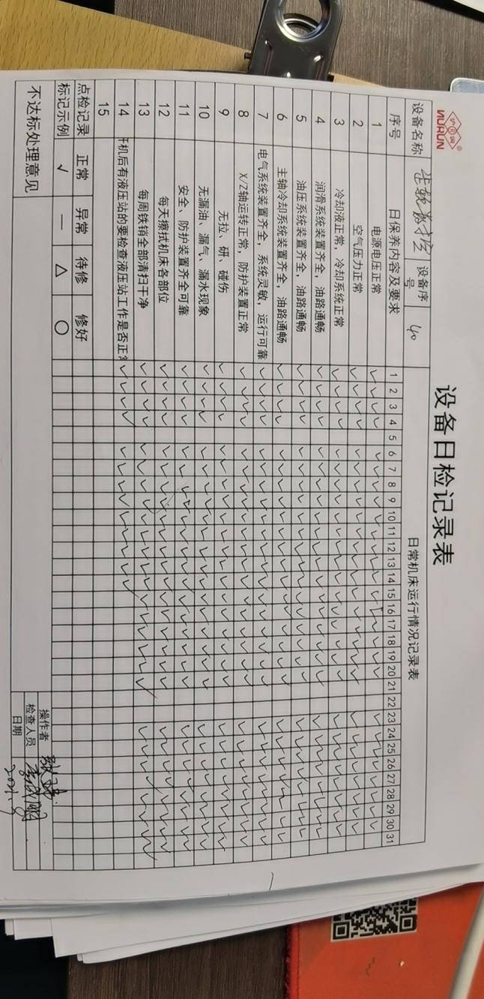 NURUN
设备日检记录表
设备名称 数控 设备序号 40 日常机床运行情况记录表
序号 日保养内容及要求 1 2 3 4 5 6 7 8 9 10 11 12 13 14 15 16 17 18 19 20 21 22 23 24 25 26 27 28 29 30 31
1 电源电压正常
2 空气压力正常
3 冷却液正常，冷却系统正常
4 润滑系统装置齐全，油路通畅
5 油压系统装置齐全，油路通畅
6 主轴冷却系统装置齐全，油路通畅
7 电气系统装置齐全，系统灵敏，运行可靠
8 X/Z轴运转正常，防护装置正常
9 无拉、研、碰伤
10 无漏油、漏气、漏水现象
11 安全、防护装置齐全可靠
12 每天擦拭机床各部位
13 每周铁销全部清扫干净
14 机后有液压站的要检查液压站工作是否正
15
点检记录 正常 异常 待修 修好
标记示例 √ — △ ○
不达标处理意见
操作者
检查人员
日期